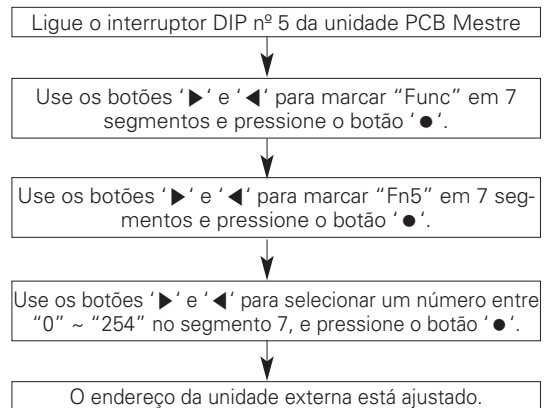 Ligue o interruptor DIP nº 5 da unidade PCB Mestre
Use os botões ‘▶‘ e ‘◀‘ para marcar “Func” em 7
segmentos e pressione o botão ‘●‘.
Use os botões ‘▶‘ e ‘◀‘ para marcar “Fn5” em 7 seg-
mentos e pressione o botão ‘●‘.
Use os botões ‘▶‘ e ‘◀‘ para selecionar um número entre
“0” ~ “254” no segmento 7, e pressione o botão ‘●‘.
O endereço da unidade externa está ajustado.